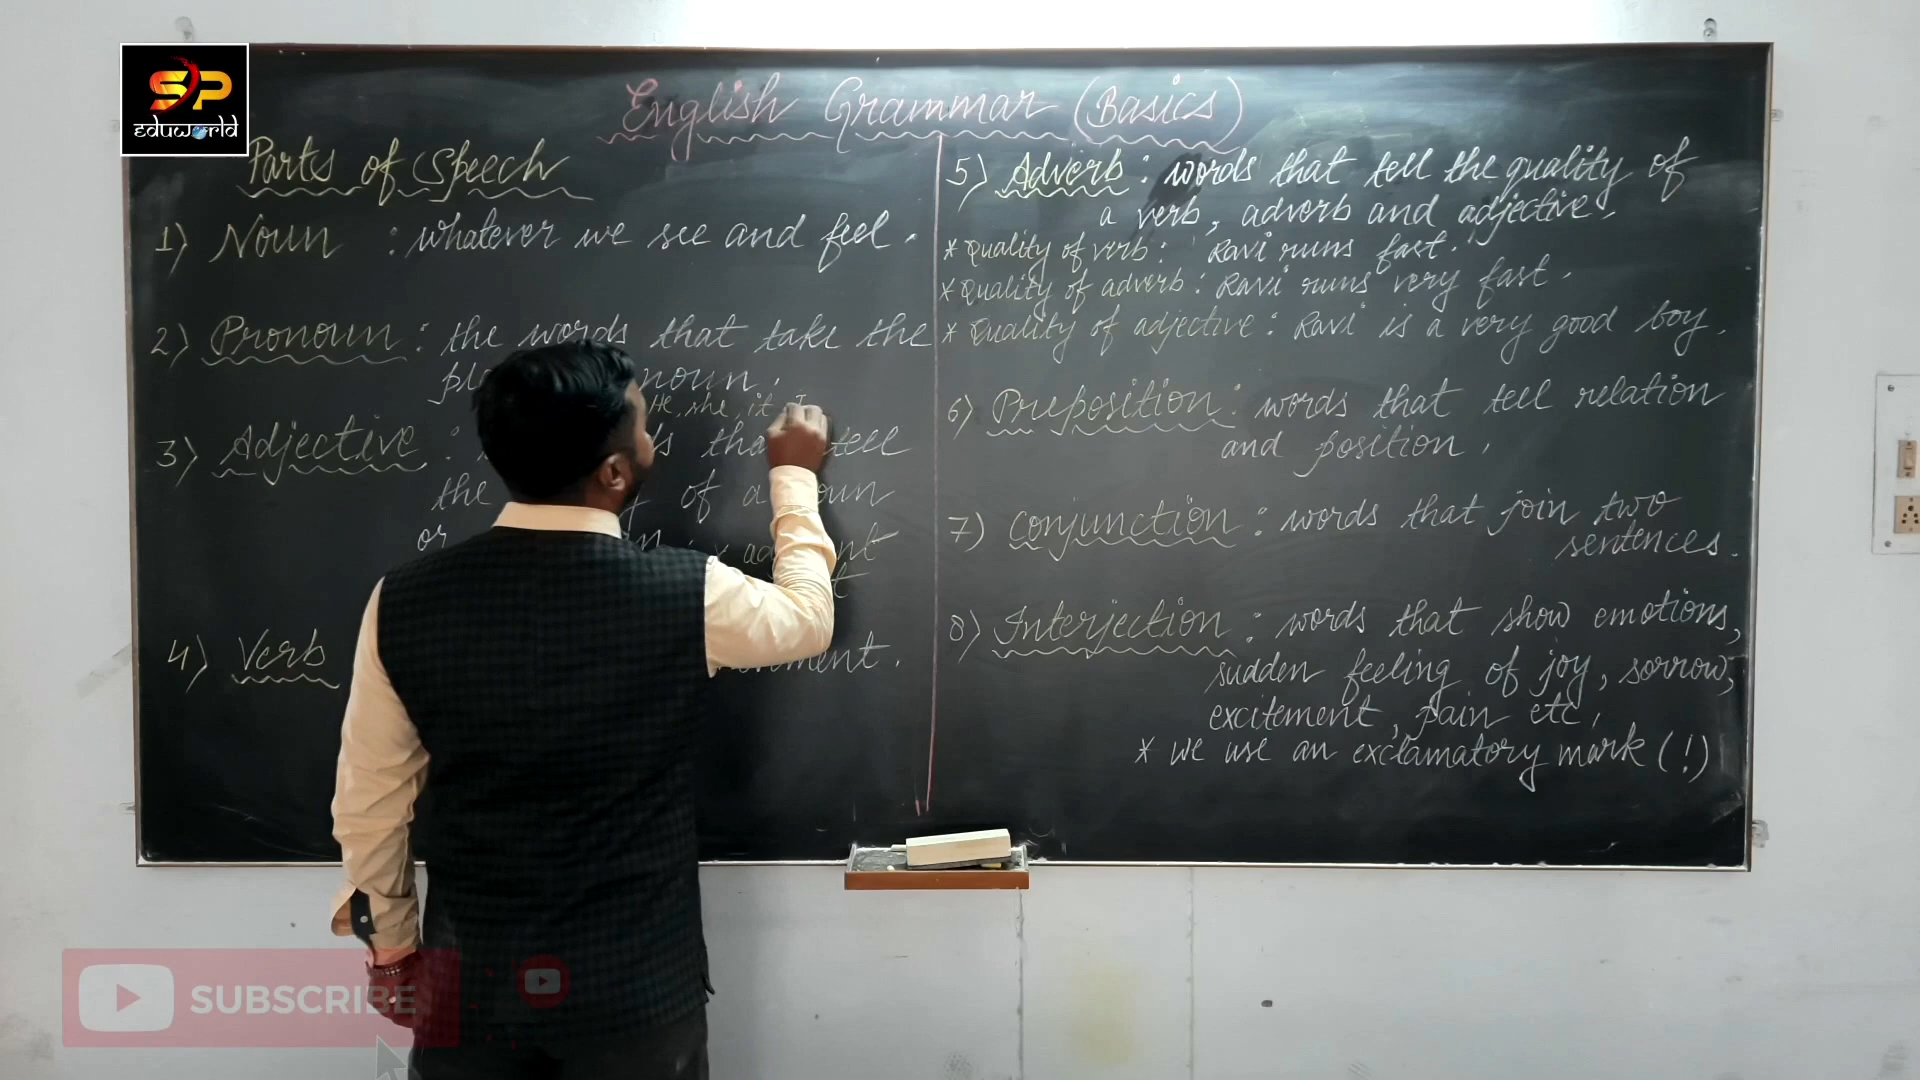 SP
eduworld
English Grammar (Basics)
Parts of Speech
1) Noun : whatever we see and feel.
2) Pronoun : the words that take the
noun.
He, she, it, I
3) Adjective : tell
the of a
or
4) Verb
5) Adverb : words that tell the quality of
a verb, adverb and adjective.
* Quality of verb : Ravi runs fast.
* Quality of adverb : Ravi runs very fast.
* Quality of adjective : Ravi is a very good boy.
6) Preposition : words that tell relation
and position.
7) Conjunction : words that join two
sentences.
8) Interjection : words that show emotions,
sudden feeling of joy, sorrow,
excitement, pain etc.
* we use an exclamatory mark (!)
SUBSCRIBE